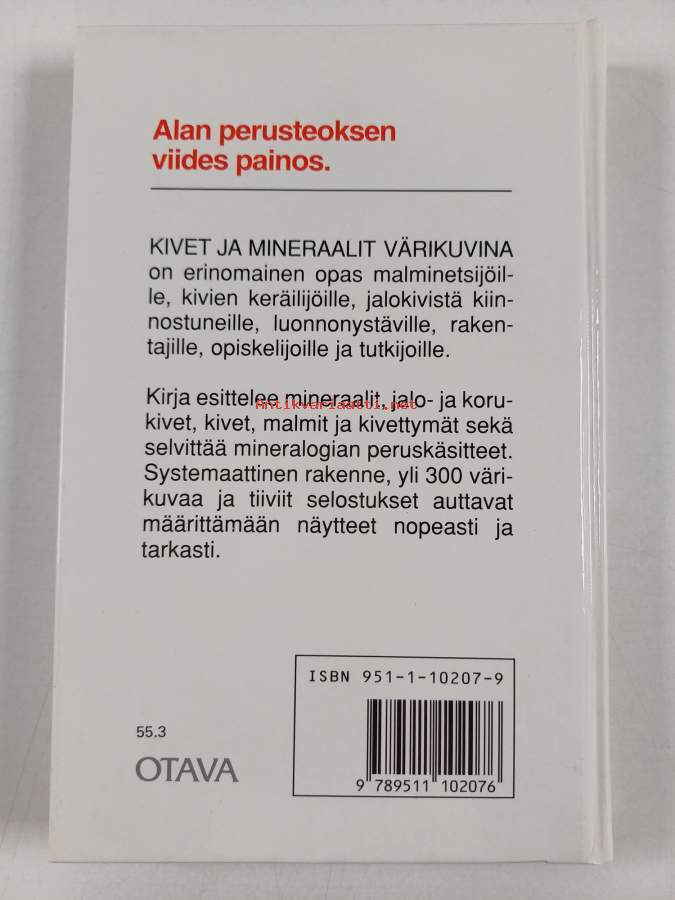 Alan perusteoksen
viides painos.
KIVET JA MINERAALIT VÄRIKUVINA
on erinomainen opas malminetsijöil-
le, kivien keräilijöille, jalokivistä kiin-
nostuneille, luonnonystäville, raken-
tajille, opiskelijoille ja tutkijoille.
Kirja esittelee mineraalit, jalo- ja koru-
Antikvariaatti.net
kivet, kivet, malmit ja kivettymät sekä
selvittää mineralogian peruskäsitteet.
Systemaattinen rakenne, yli 300 väri-
kuvaa ja tiiviit selostukset auttavat
määrittämään näytteet nopeasti ja
tarkasti.
ISBN 951-1-10207-9
9 789511 102076
55.3
OTAVA